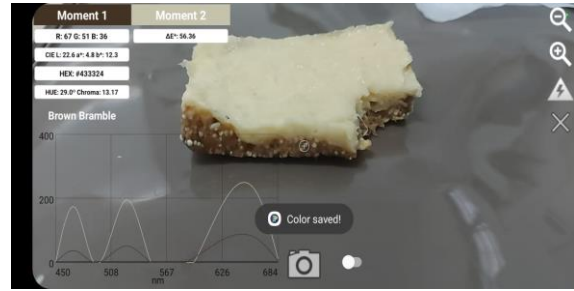 Moment 1 Moment 2
R: 67 G: 51 B: 36 ΔE*: 56.36
CIE L: 22.6 a*: 4.8 b*: 12.3
HEX: #433324
HUE: 29.0° Chroma: 13.17
Brown Bramble
400
200
0
450 508 567 626 684
nm
Color saved!